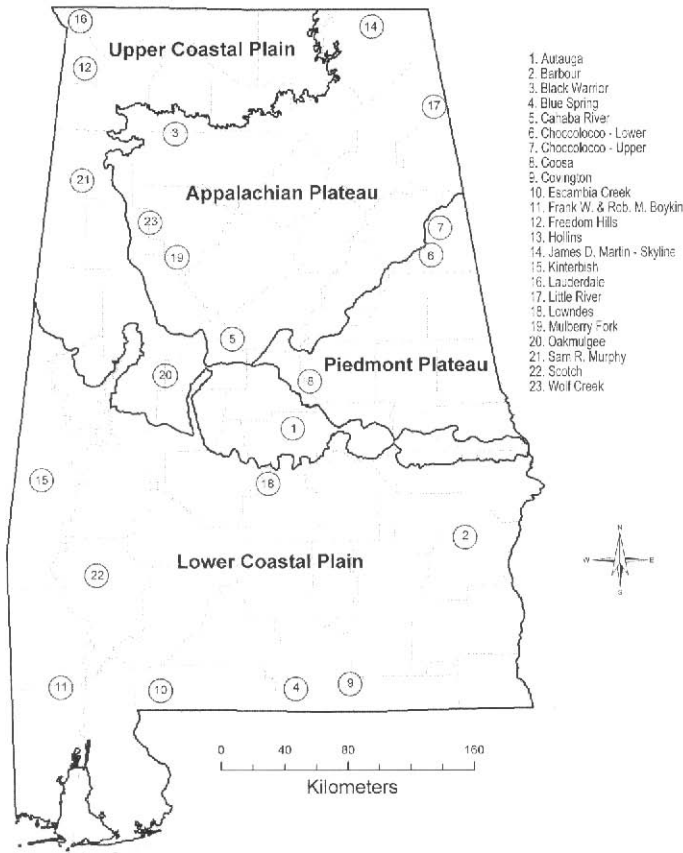 16
14
Upper Coastal Plain
12
17
3
21
Appalachian Plateau
23
7
19
6
5
20
8
Piedmont Plateau
1
15
18
2
22
Lower Coastal Plain
11
10
4
9
1. Autauga
2. Barbour
3. Black Warrior
4. Blue Spring
5. Cahaba River
6. Choccolocco - Lower
7. Choccolocco - Upper
8. Coosa
9. Covington
10. Escambia Creek
11. Frank W. & Rob. M. Boykin
12. Freedom Hills
13. Hollins
14. James D. Martin - Skyline
15. Kinterbish
16. Lauderdale
17. Little River
18. Lowndes
19. Mulberry Fork
20. Oakmulgee
21. Sam R. Murphy
22. Scotch
23. Wolf Creek
N
W E
S
0 40 80 160
Kilometers